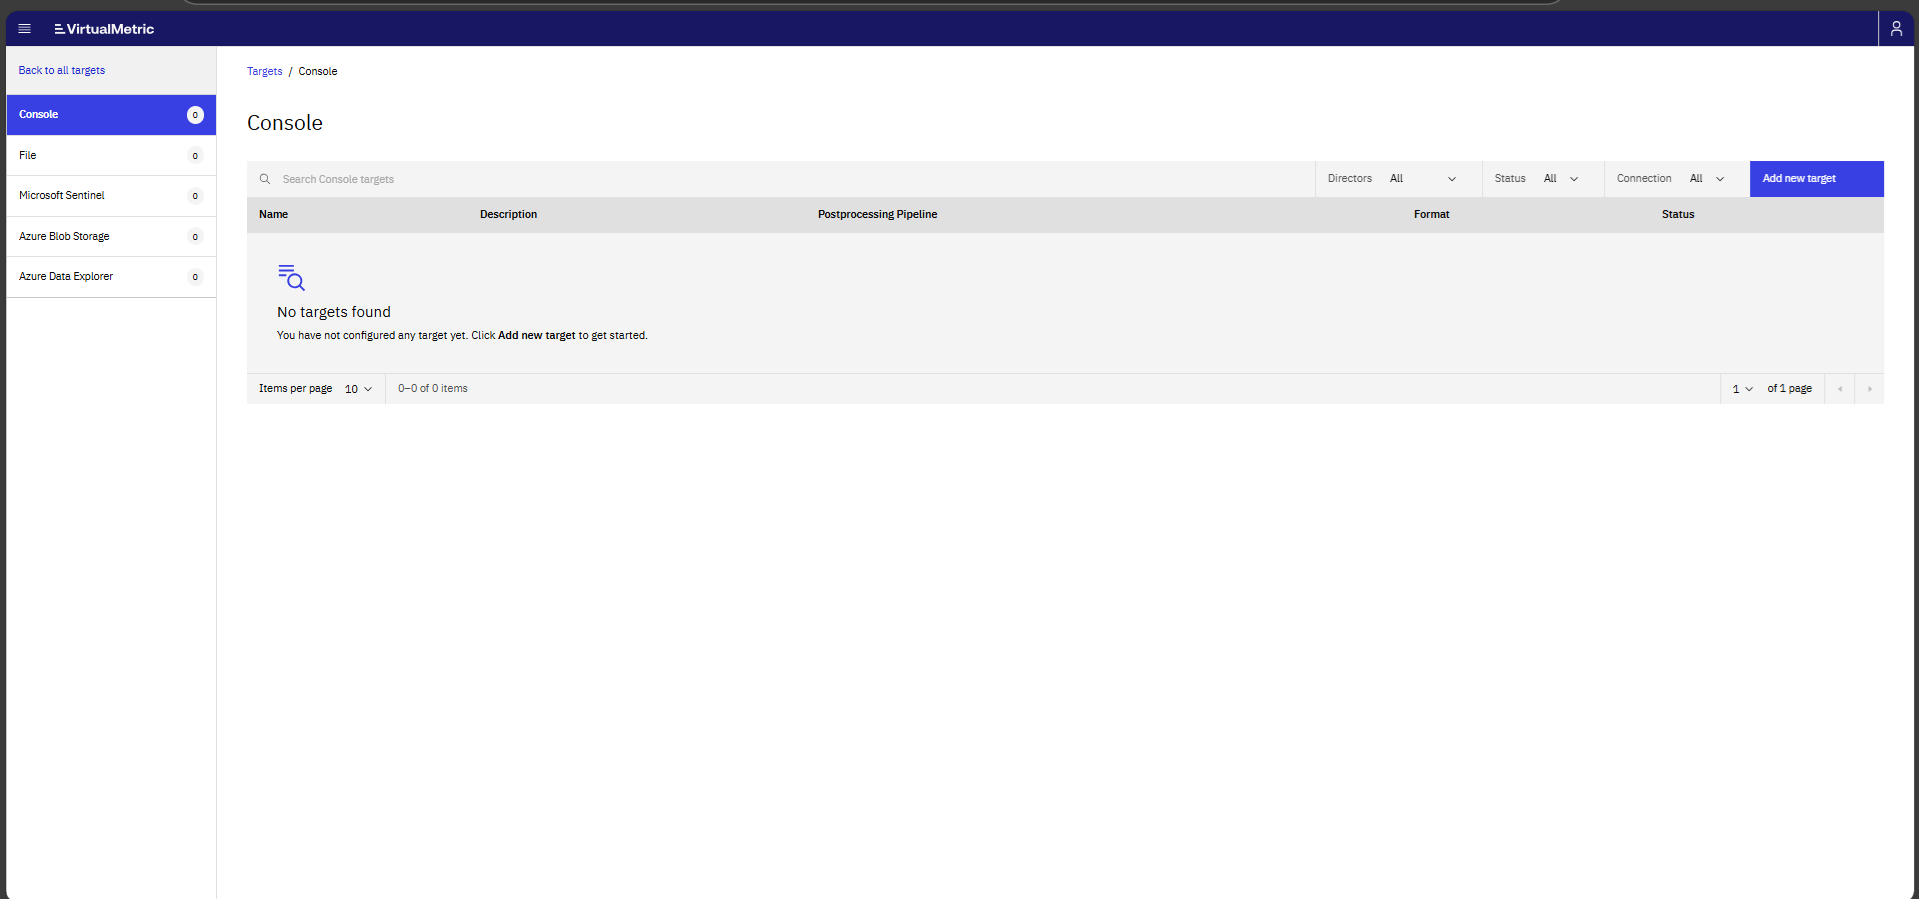 VirtualMetric
Back to all targets
Console 0
File 0
Microsoft Sentinel 0
Azure Blob Storage 0
Azure Data Explorer 0
Targets / Console
Console
Search Console targets Directors All Status All Connection All Add new target
Name Description Postprocessing Pipeline Format Status
No targets found
You have not configured any target yet. Click Add new target to get started.
Items per page 10 0–0 of 0 items 1 of 1 page